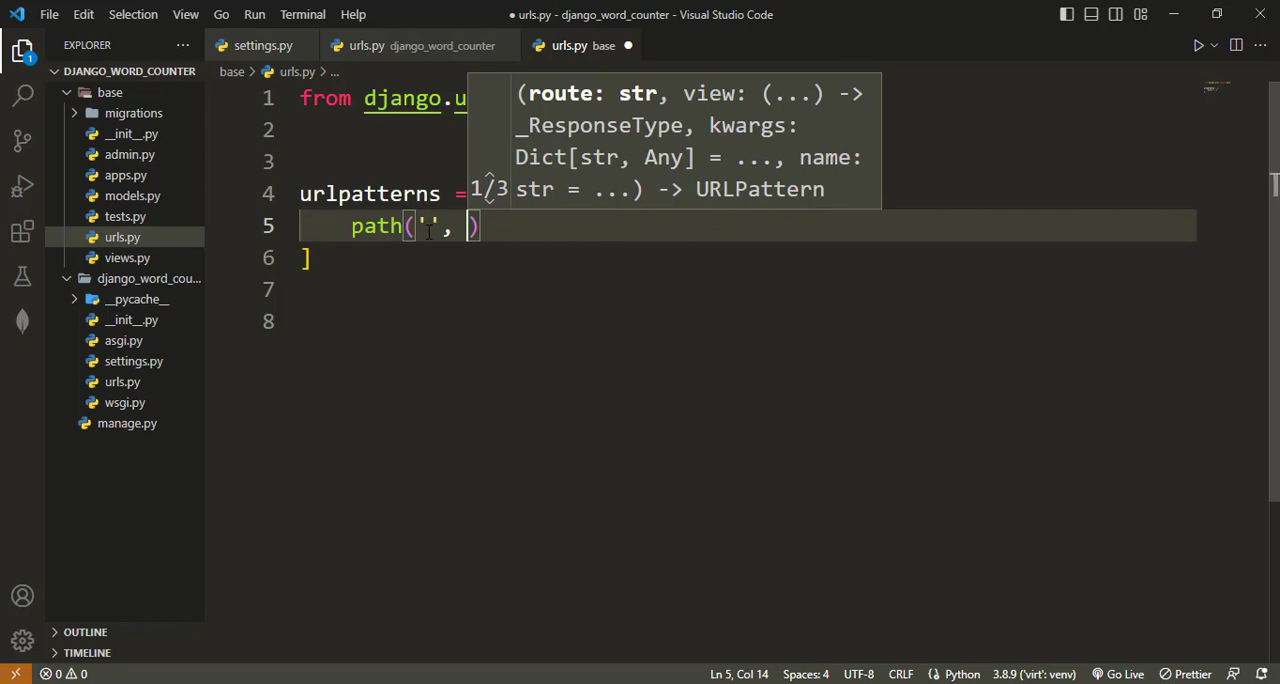 File Edit Selection View Go Run Terminal Help
● urls.py - django_word_counter - Visual Studio Code
EXPLORER
settings.py
urls.py django_word_counter
urls.py base
DJANGO_WORD_COUNTER
base > urls.py > ...
base
migrations
__init__.py
admin.py
apps.py
models.py
tests.py
urls.py
views.py
django_word_cou...
__pycache__
__init__.py
asgi.py
settings.py
urls.py
wsgi.py
manage.py
OUTLINE
TIMELINE
1 from django.u
2
3
4 urlpatterns =
5 path('', )
6 ]
7
8
(route: str, view: (...) ->
_ResponseType, kwargs:
Dict[str, Any] = ..., name:
1/3 str = ...) -> URLPattern
1
0 0
Ln 5, Col 14 Spaces: 4 UTF-8 CRLF Python 3.8.9 ('virt': venv) Go Live Prettier